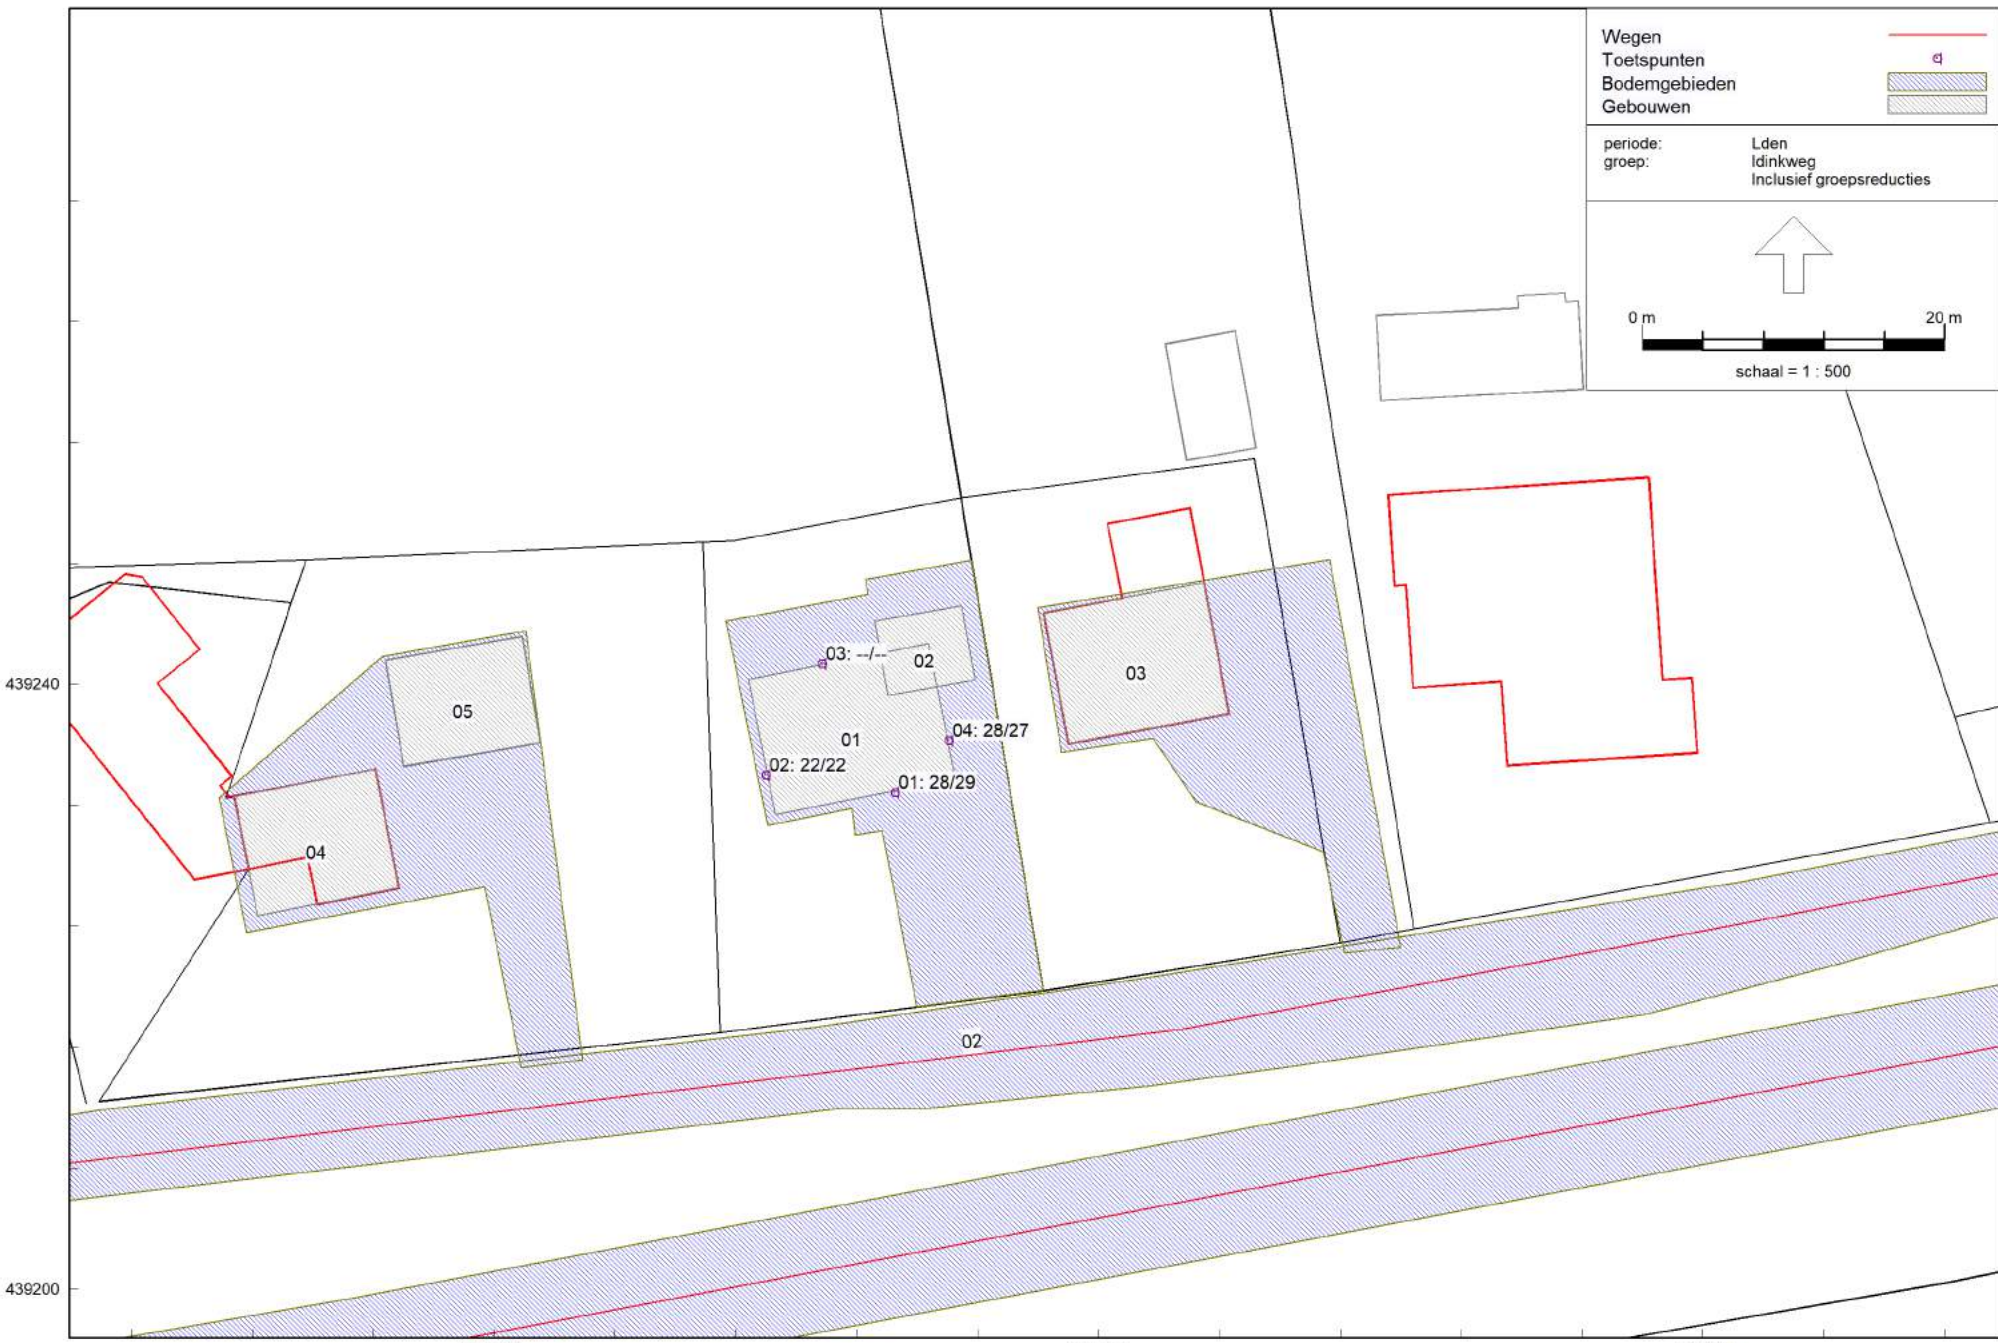 Wegen
Toetspunten
Bodemgebieden
Gebouwen
periode: Lden
groep: Idinkweg
Inclusief groepsreducties
0 m 20 m
schaal = 1 : 500
03: --/--
02
03
439240
05
04: 28/27
01
02: 22/22
01: 28/29
04
02
439200